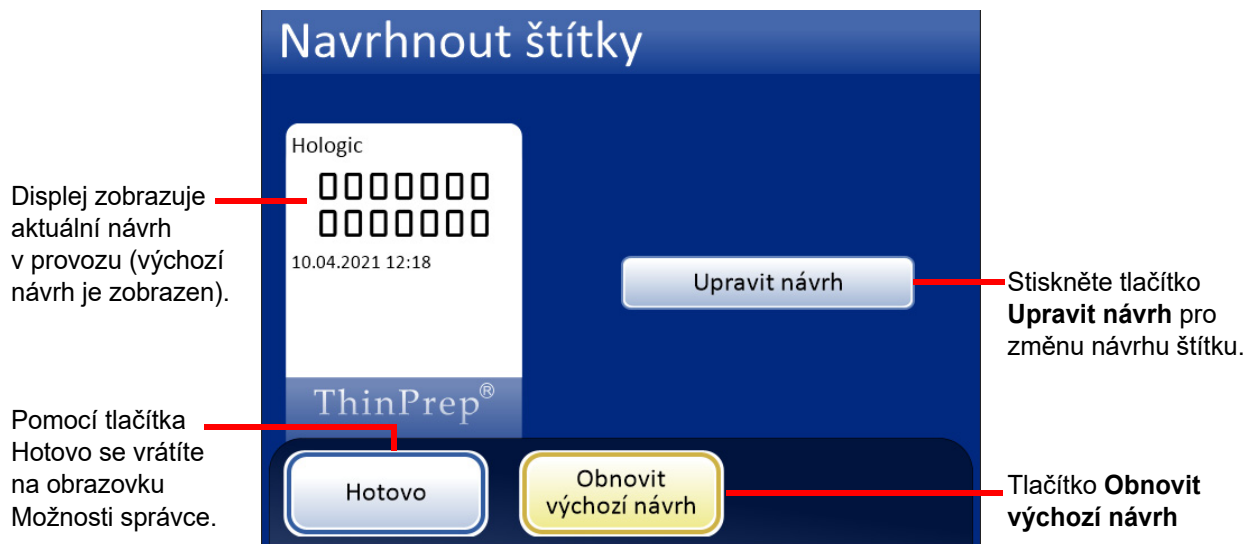 Navrhnout štítky
Hologic
0000000
0000000
10.04.2021 12:18
ThinPrep®
Displej zobrazuje
aktuální návrh
v provozu (výchozí
návrh je zobrazen).
Upravit návrh
Stiskněte tlačítko
Upravit návrh pro
změnu návrhu štítku.
Pomocí tlačítka
Hotovo se vrátíte
na obrazovku
Možnosti správce.
Hotovo
Obnovit
výchozí návrh
Tlačítko Obnovit
výchozí návrh